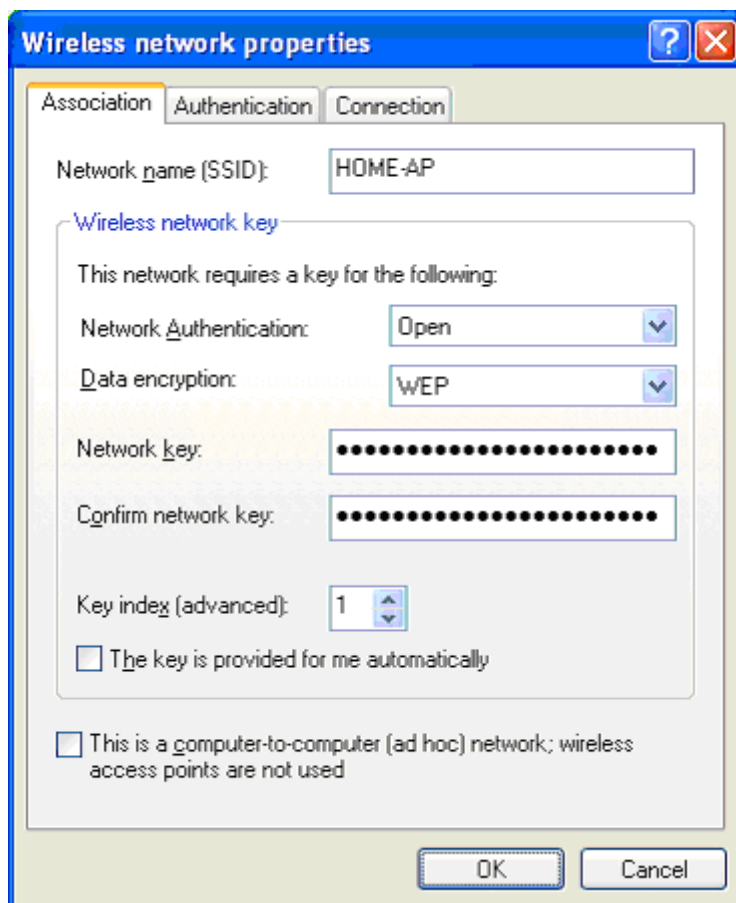 Wireless network properties
Association Authentication Connection
Network name (SSID): HOME-AP
Wireless network key
This network requires a key for the following:
Network Authentication: Open
Data encryption: WEP
Network key: ••••••••••••••••••••••••••
Confirm network key: ••••••••••••••••••••••••••
Key index (advanced): 1
The key is provided for me automatically
This is a computer-to-computer (ad hoc) network; wireless
access points are not used
OK Cancel